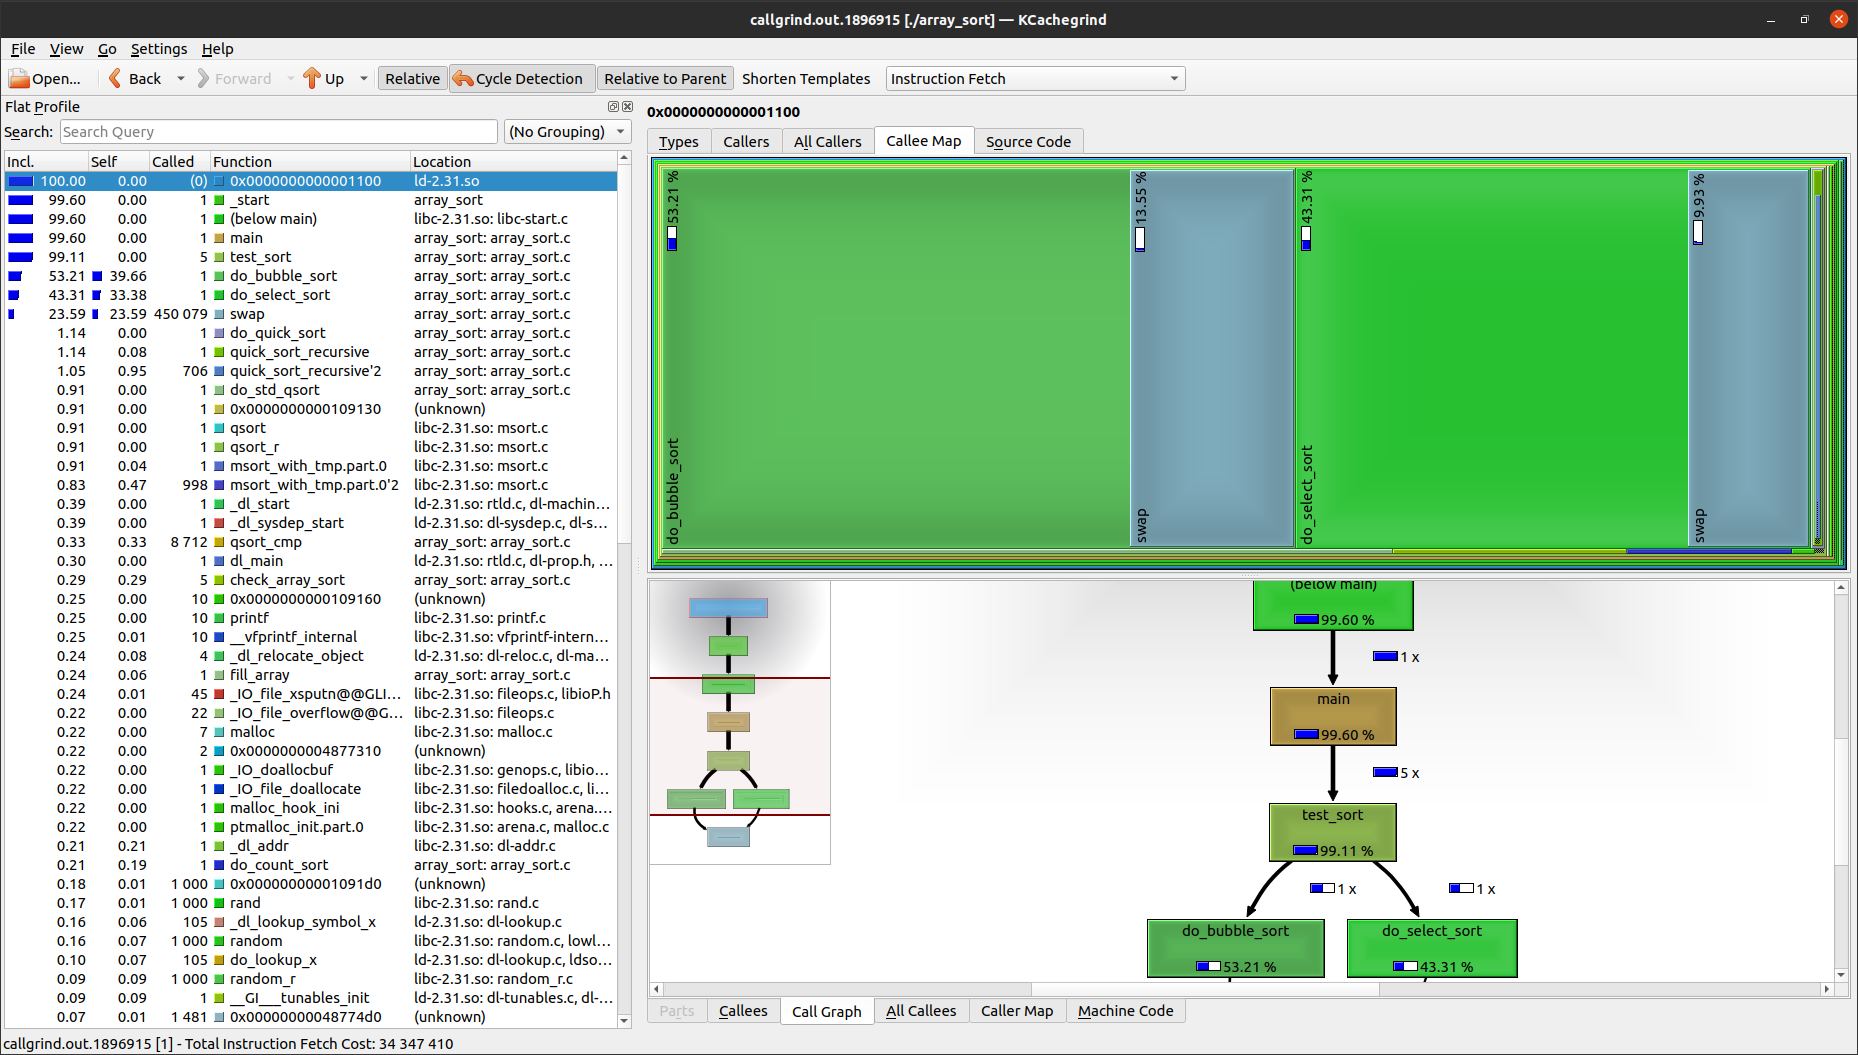 callgrind.out.1896915 [./array_sort] — KCachegrind
File View Go Settings Help
Open... Back Forward Up Relative Cycle Detection Relative to Parent Shorten Templates Instruction Fetch
Flat Profile
Search: Search Query (No Grouping)
Incl. Self Called Function Location
100.00 0.00 (0) 0x0000000000001100 ld-2.31.so
99.60 0.00 1 _start array_sort
99.60 0.00 1 (below main) libc-2.31.so: libc-start.c
99.60 0.00 1 main array_sort: array_sort.c
99.11 0.00 5 test_sort array_sort: array_sort.c
53.21 39.66 1 do_bubble_sort array_sort: array_sort.c
43.31 33.38 1 do_select_sort array_sort: array_sort.c
23.59 23.59 450 079 swap array_sort: array_sort.c
1.14 0.00 1 do_quick_sort array_sort: array_sort.c
1.14 0.08 1 quick_sort_recursive array_sort: array_sort.c
1.05 0.95 706 quick_sort_recursive'2 array_sort: array_sort.c
0.91 0.00 1 do_std_qsort array_sort: array_sort.c
0.91 0.00 1 0x0000000000109130 (unknown)
0.91 0.00 1 qsort libc-2.31.so: msort.c
0.91 0.00 1 qsort_r libc-2.31.so: msort.c
0.91 0.04 1 msort_with_tmp.part.0 libc-2.31.so: msort.c
0.83 0.47 998 msort_with_tmp.part.0'2 libc-2.31.so: msort.c
0.39 0.00 1 _dl_start ld-2.31.so: rtld.c, dl-machin...
0.39 0.00 1 _dl_sysdep_start ld-2.31.so: dl-sysdep.c, dl-s...
0.33 0.33 8 712 qsort_cmp array_sort: array_sort.c
0.30 0.00 1 dl_main ld-2.31.so: rtld.c, dl-prop.h, ...
0.29 0.29 5 check_array_sort array_sort: array_sort.c
0.25 0.00 10 0x0000000000109160 (unknown)
0.25 0.00 10 printf libc-2.31.so: printf.c
0.25 0.01 10 __vfprintf_internal libc-2.31.so: vfprintf-intern...
0.24 0.08 4 _dl_relocate_object ld-2.31.so: dl-reloc.c, dl-ma...
0.24 0.06 1 fill_array array_sort: array_sort.c
0.24 0.01 45 _IO_file_xsputn@@GLI... libc-2.31.so: fileops.c, libioP.h
0.22 0.00 22 _IO_file_overflow@@G... libc-2.31.so: fileops.c
0.22 0.00 7 malloc libc-2.31.so: malloc.c
0.22 0.00 2 0x0000000004877310 (unknown)
0.22 0.00 1 _IO_doallocbuf libc-2.31.so: genops.c, libio...
0.22 0.00 1 _IO_file_doallocate libc-2.31.so: filedoalloc.c, li...
0.22 0.00 1 malloc_hook_ini libc-2.31.so: hooks.c, arena....
0.22 0.00 1 ptmalloc_init.part.0 libc-2.31.so: arena.c, malloc.c
0.21 0.21 1 _dl_addr libc-2.31.so: dl-addr.c
0.21 0.19 1 do_count_sort array_sort: array_sort.c
0.18 0.01 1 000 0x00000000001091d0 (unknown)
0.17 0.01 1 000 rand libc-2.31.so: rand.c
0.16 0.06 105 _dl_lookup_symbol_x ld-2.31.so: dl-lookup.c
0.16 0.07 1 000 random libc-2.31.so: random.c, lowl...
0.10 0.07 105 do_lookup_x ld-2.31.so: dl-lookup.c, ldso...
0.09 0.09 1 000 random_r libc-2.31.so: random_r.c
0.09 0.09 1 __GI___tunables_init ld-2.31.so: dl-tunables.c, dl-...
0.07 0.01 1 481 0x00000000048774d0 (unknown)
0x0000000000001100
Types Callers All Callers Callee Map Source Code
do_bubble_sort 53.21 %
swap 13.55 %
do_select_sort 43.31 %
swap 9.93 %
(below main)
99.60 %
1 x
main
99.60 %
5 x
test_sort
99.11 %
1 x 1 x
do_bubble_sort do_select_sort
53.21 % 43.31 %
Parts Callees Call Graph All Callees Caller Map Machine Code
callgrind.out.1896915 [1] - Total Instruction Fetch Cost: 34 347 410